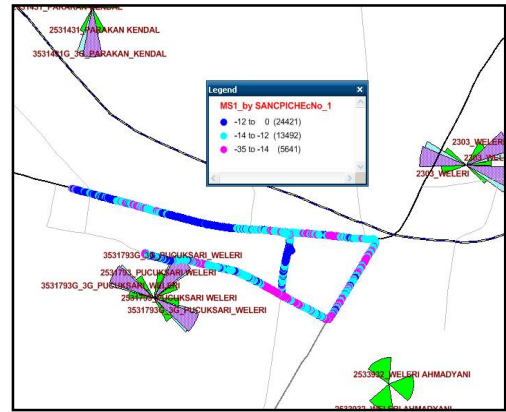 2531431_PARAKAN KENDAL
3531431G_3G_PARAKAN_KENDAL
Legend
MS1_by SANCPICHEcNo_1
-12 to 0 (24421)
-14 to -12 (13492)
-35 to -14 (5641)
2303_WELERI
2303_WELERI
3531793G_3G_PUCUKSARI_WELERI
2531793_PUCUKSARI WELERI
3531793G_3G_PUCUKSARI_WELERI
PUCUKSARI WELERI
3531793G_3G_PUCUKSARI_WELERI
2533932_WELERI AHMADYANI